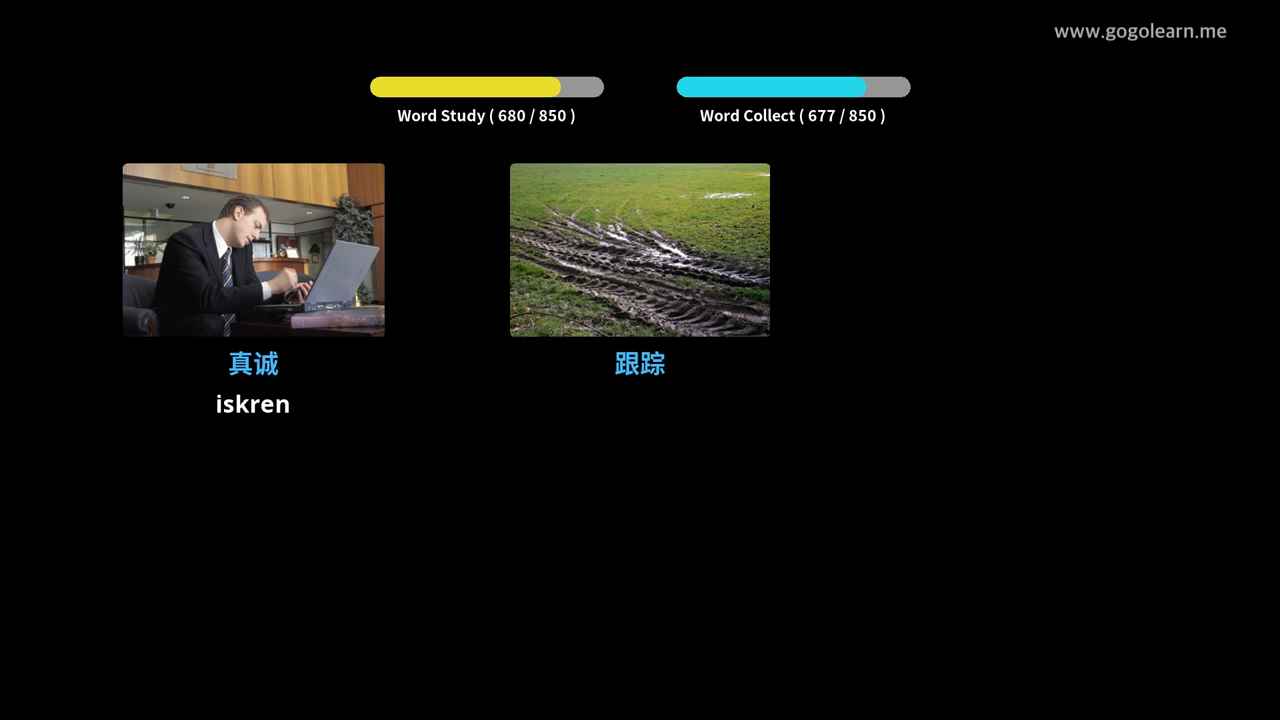 www.gogolearn.me
Word Study ( 680 / 850 )
Word Collect ( 677 / 850 )
真诚
跟踪
iskren